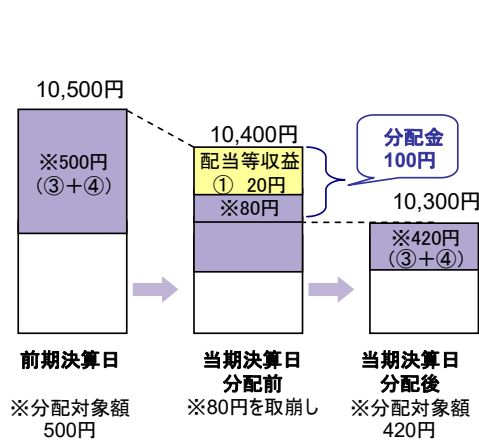 10,500円
※500円
（③＋④）
前期決算日
※分配対象額
500円
10,400円
配当等収益
① 20円
※80円
当期決算日
分配前
※80円を取崩し
分配金
100円
10,300円
※420円
（③＋④）
当期決算日
分配後
※分配対象額
420円